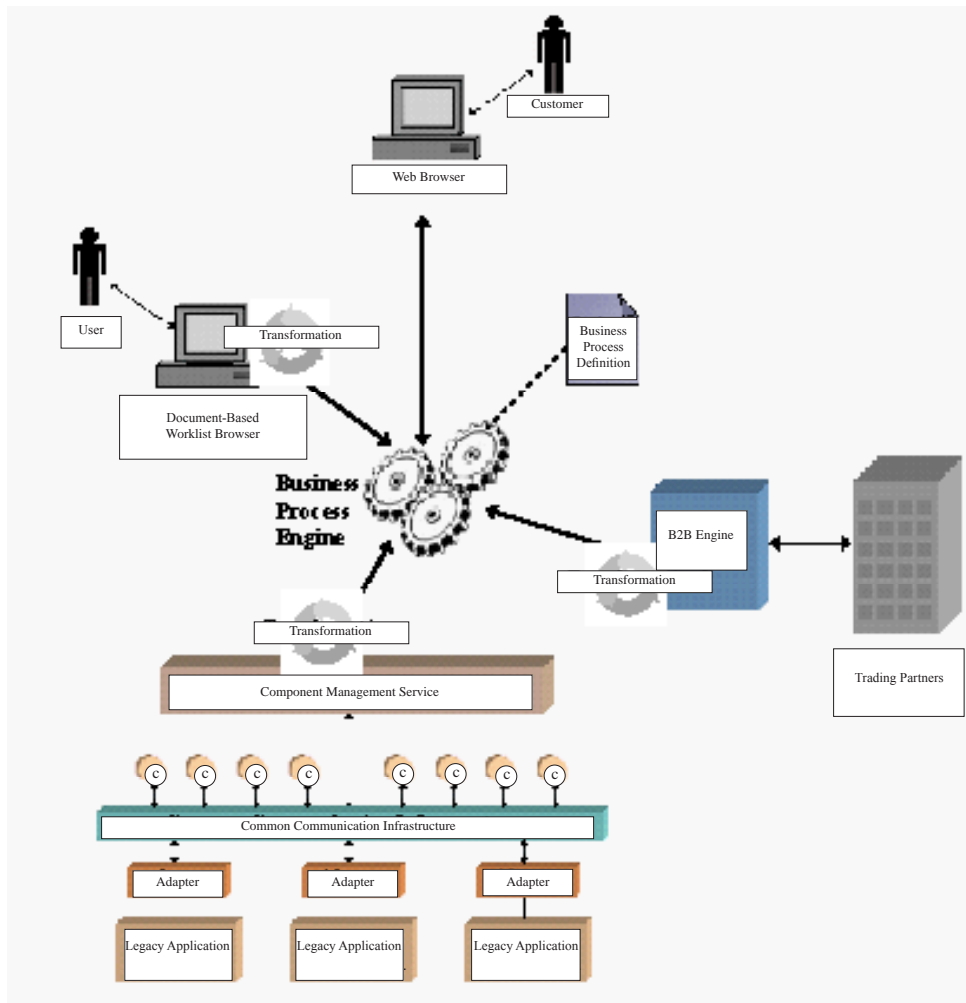 Customer
Web Browser
User
Transformation
Business
Process
Definition
Document-Based
Worklist Browser
Business
Process
Engine
B2B Engine
Transformation
Transformation
Trading Partners
Component Management Service
C C C C C C C C
Common Communication Infrastructure
Adapter Adapter Adapter
Legacy Application Legacy Application Legacy Application